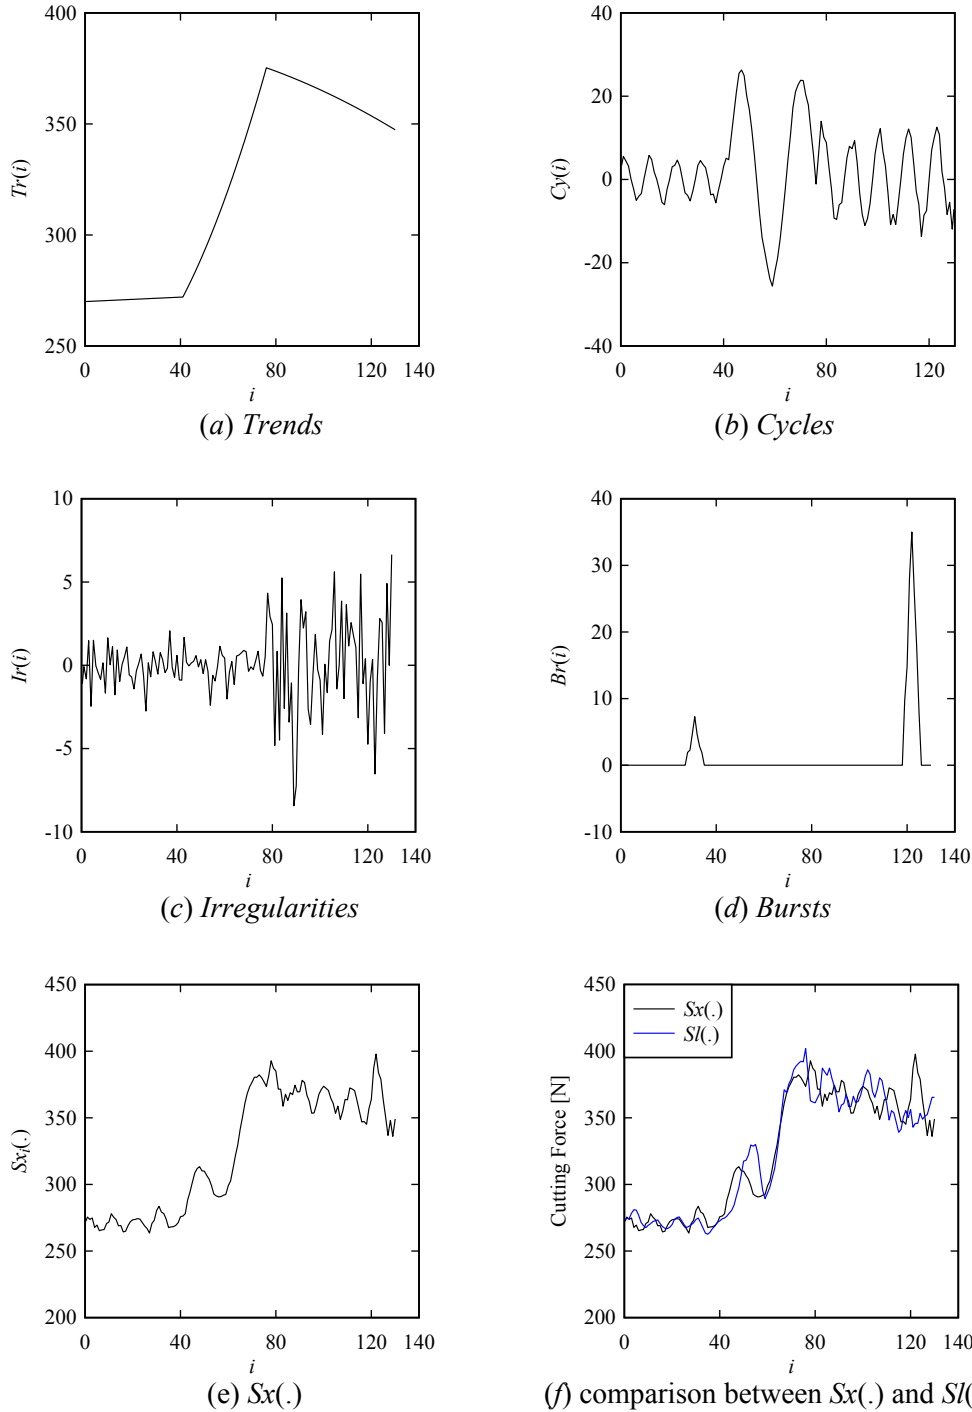 400
350
300
250
Tr(i)
0 40 80 120 140
i
(a) Trends
40
20
0
-20
-40
Cy(i)
0 40 80 120
i
(b) Cycles
10
5
0
-5
-10
Ir(i)
0 40 80 120 140
i
(c) Irregularities
40
30
20
10
0
-10
Br(i)
0 40 80 120 140
i
(d) Bursts
450
400
350
300
250
200
Sxi(.)
0 40 80 120 140
i
(e) Sx(.)
450
400
350
300
250
200
Cutting Force [N]
Sx(.)
Sl(.)
0 40 80 120 140
i
(f) comparison between Sx(.) and Sl(